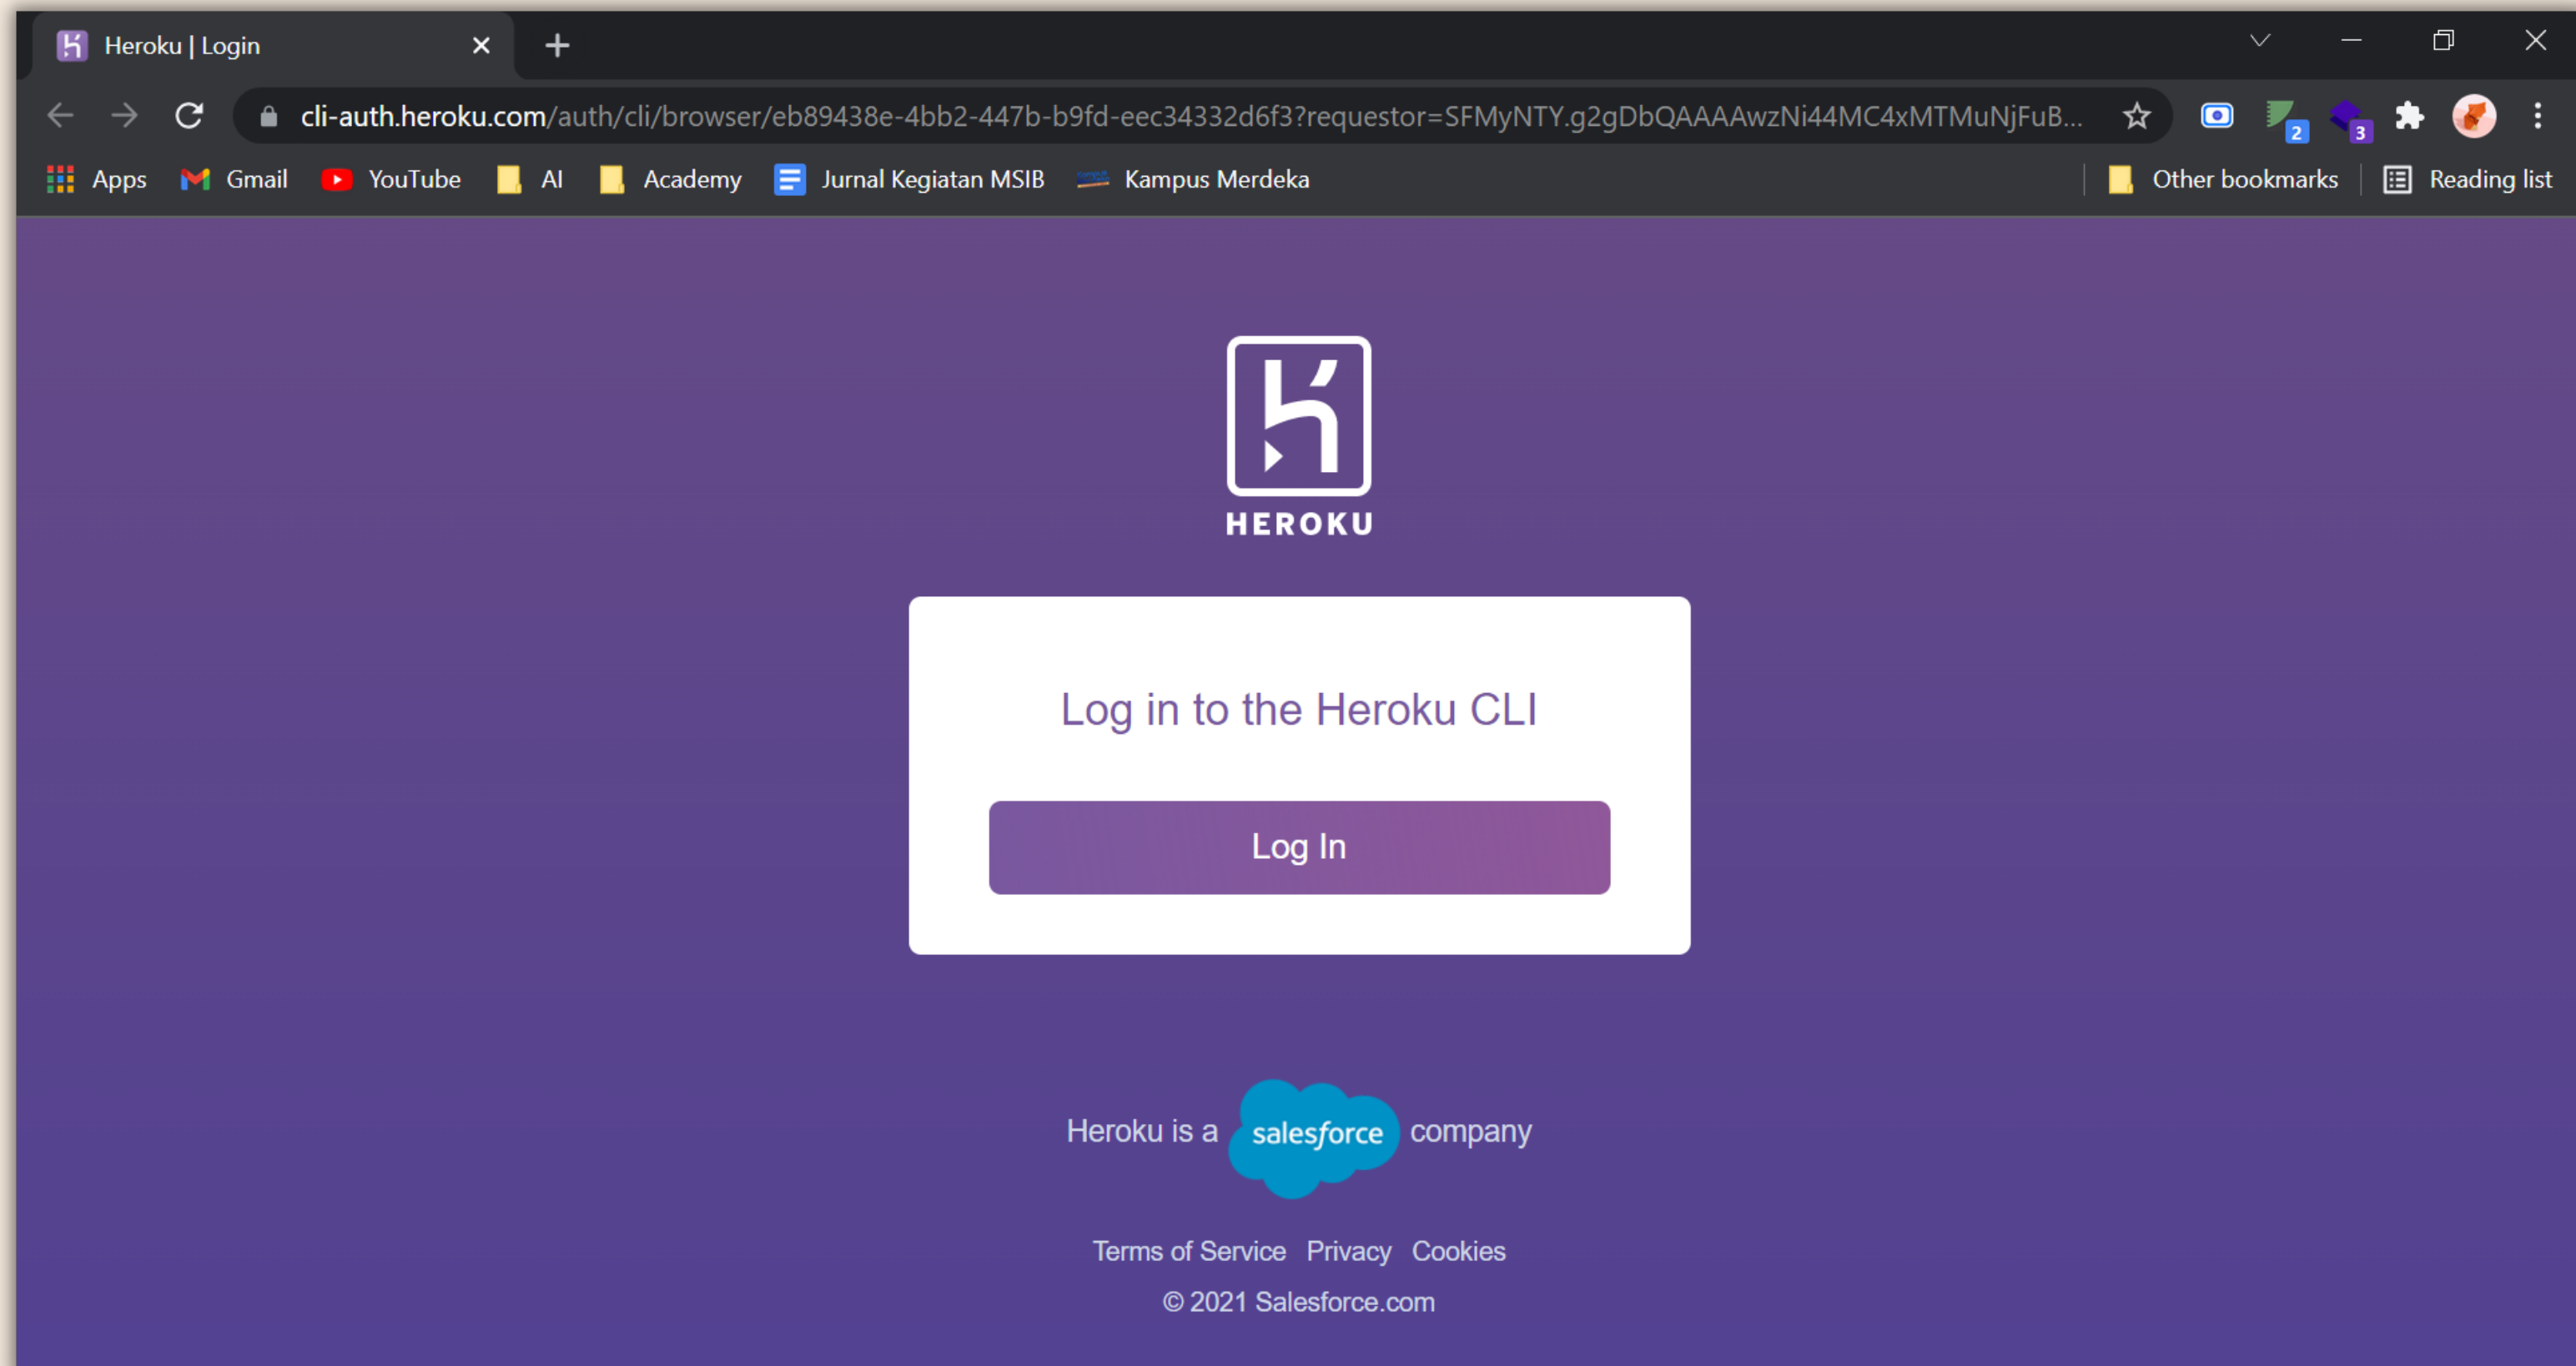 Heroku | Login
cli-auth.heroku.com/auth/cli/browser/eb89438e-4bb2-447b-b9fd-eec34332d6f3?requestor=SFMyNTY.g2gDbQAAAAwzNi44MC4xMTMuNjFuB...
2 3
Apps Gmail YouTube AI Academy Jurnal Kegiatan MSIB Kampus Merdeka Other bookmarks Reading list
HEROKU
Log in to the Heroku CLI
Log In
Heroku is a salesforce company
Terms of Service Privacy Cookies
© 2021 Salesforce.com